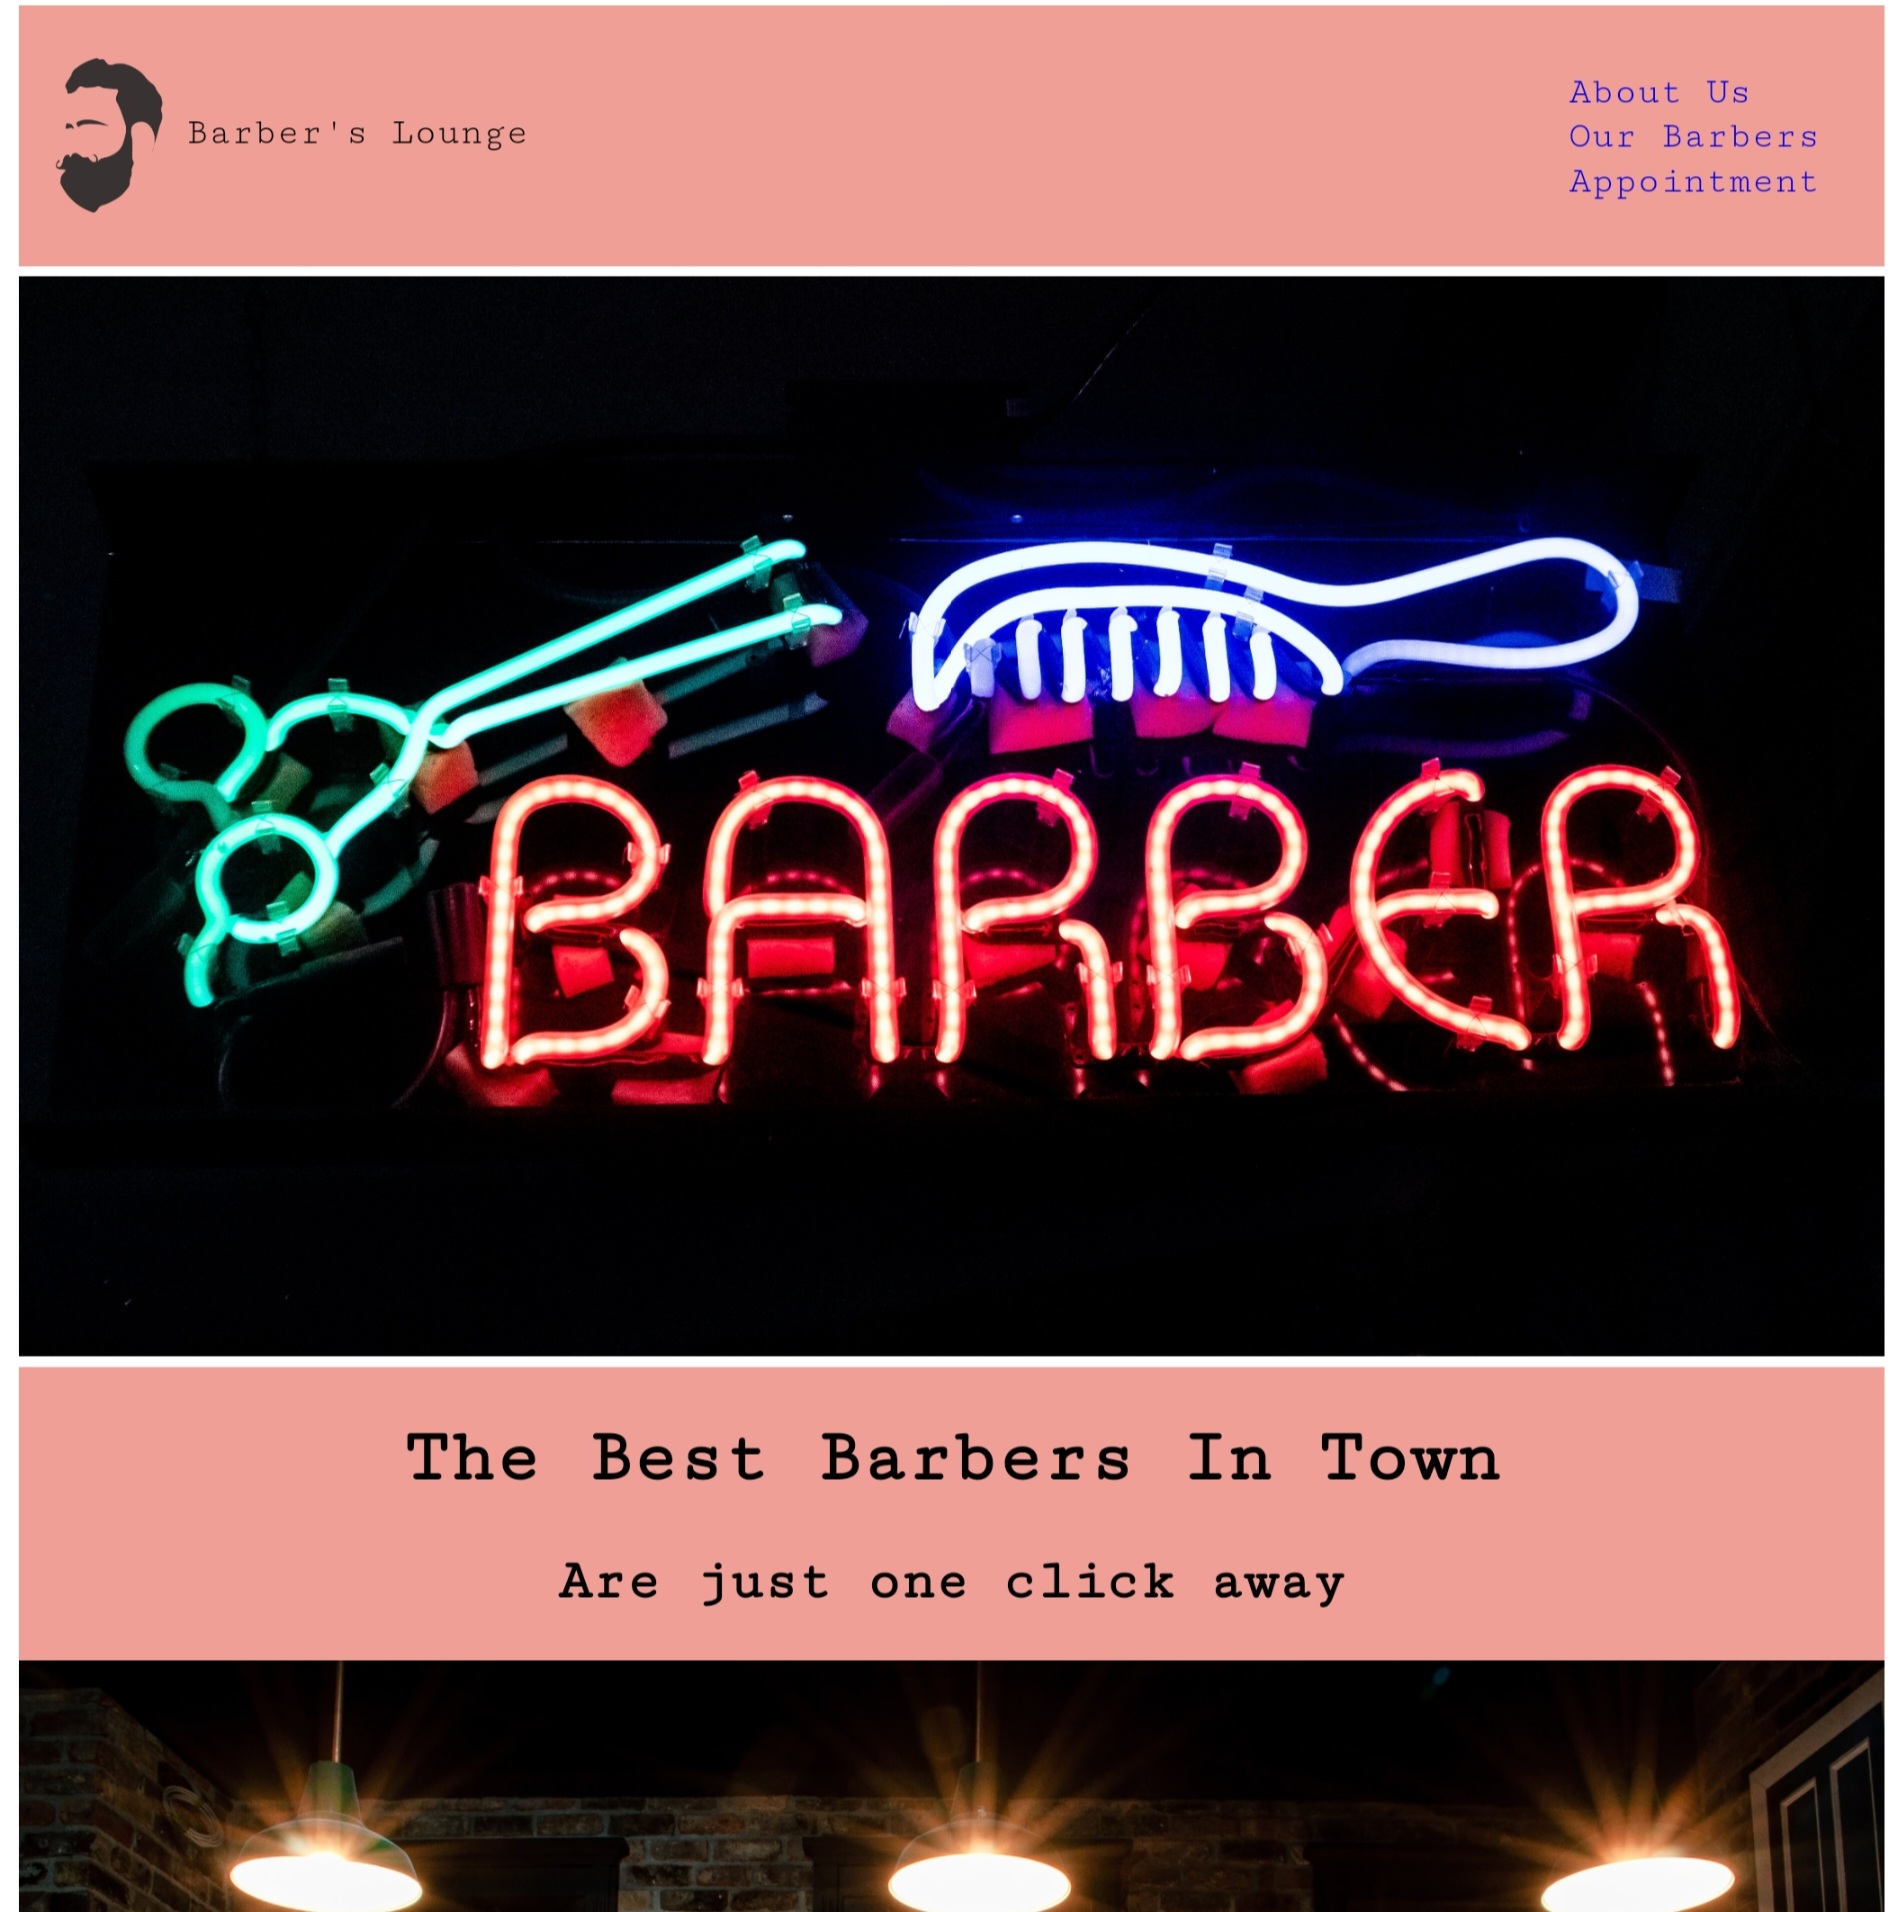 Barber's Lounge
About Us
Our Barbers
Appointment
BARBER
The Best Barbers In Town
Are just one click away